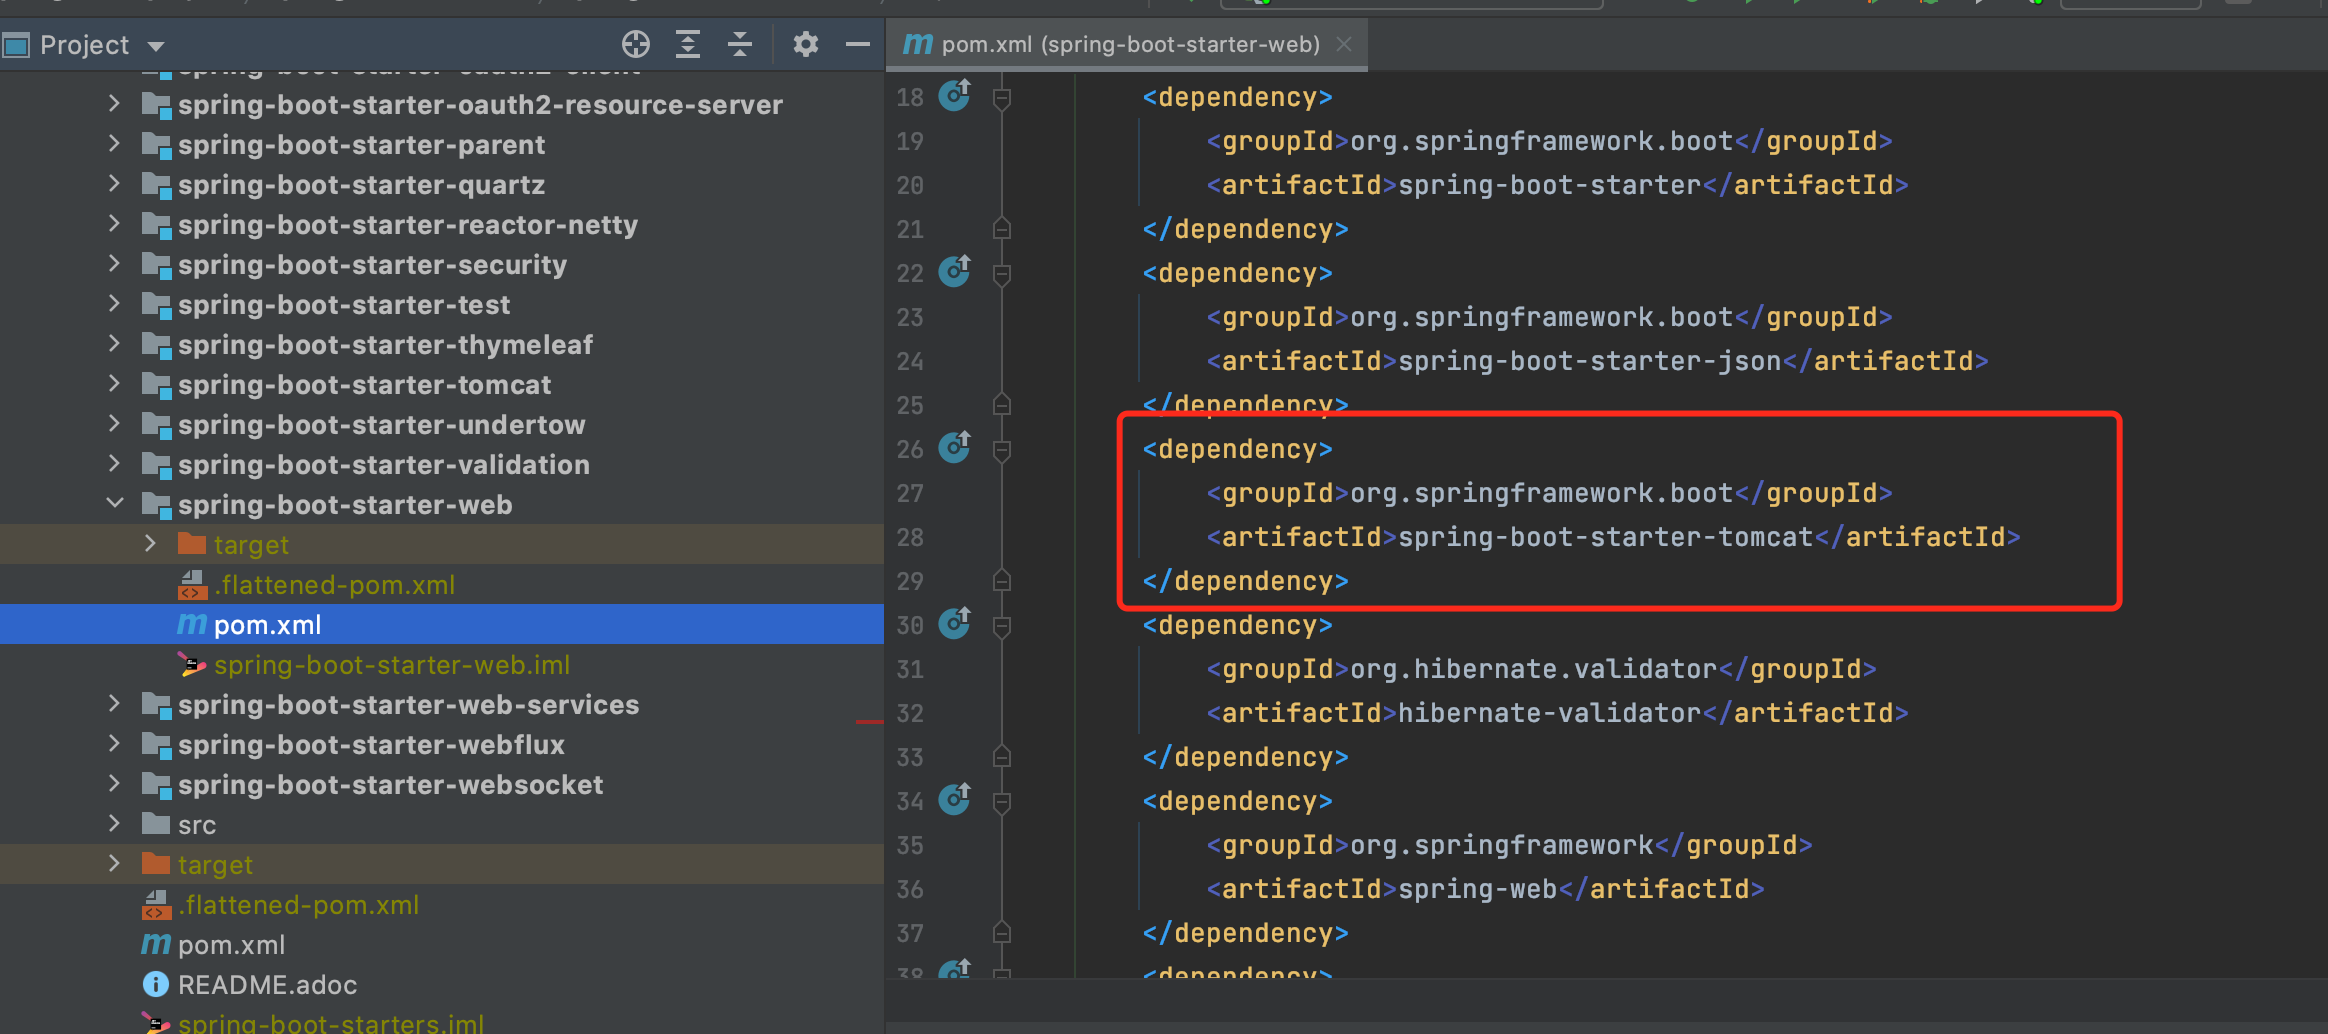 Project
spring-boot-starter-oauth2-client
spring-boot-starter-oauth2-resource-server
spring-boot-starter-parent
spring-boot-starter-quartz
spring-boot-starter-reactor-netty
spring-boot-starter-security
spring-boot-starter-test
spring-boot-starter-thymeleaf
spring-boot-starter-tomcat
spring-boot-starter-undertow
spring-boot-starter-validation
spring-boot-starter-web
target
.flattened-pom.xml
pom.xml
spring-boot-starter-web.iml
spring-boot-starter-web-services
spring-boot-starter-webflux
spring-boot-starter-websocket
src
target
.flattened-pom.xml
pom.xml
README.adoc
spring-boot-starters.iml
pom.xml (spring-boot-starter-web)
18 <dependency>
19 <groupId>org.springframework.boot</groupId>
20 <artifactId>spring-boot-starter</artifactId>
21 </dependency>
22 <dependency>
23 <groupId>org.springframework.boot</groupId>
24 <artifactId>spring-boot-starter-json</artifactId>
25 </dependency>
26 <dependency>
27 <groupId>org.springframework.boot</groupId>
28 <artifactId>spring-boot-starter-tomcat</artifactId>
29 </dependency>
30 <dependency>
31 <groupId>org.hibernate.validator</groupId>
32 <artifactId>hibernate-validator</artifactId>
33 </dependency>
34 <dependency>
35 <groupId>org.springframework</groupId>
36 <artifactId>spring-web</artifactId>
37 </dependency>
38 <dependency>